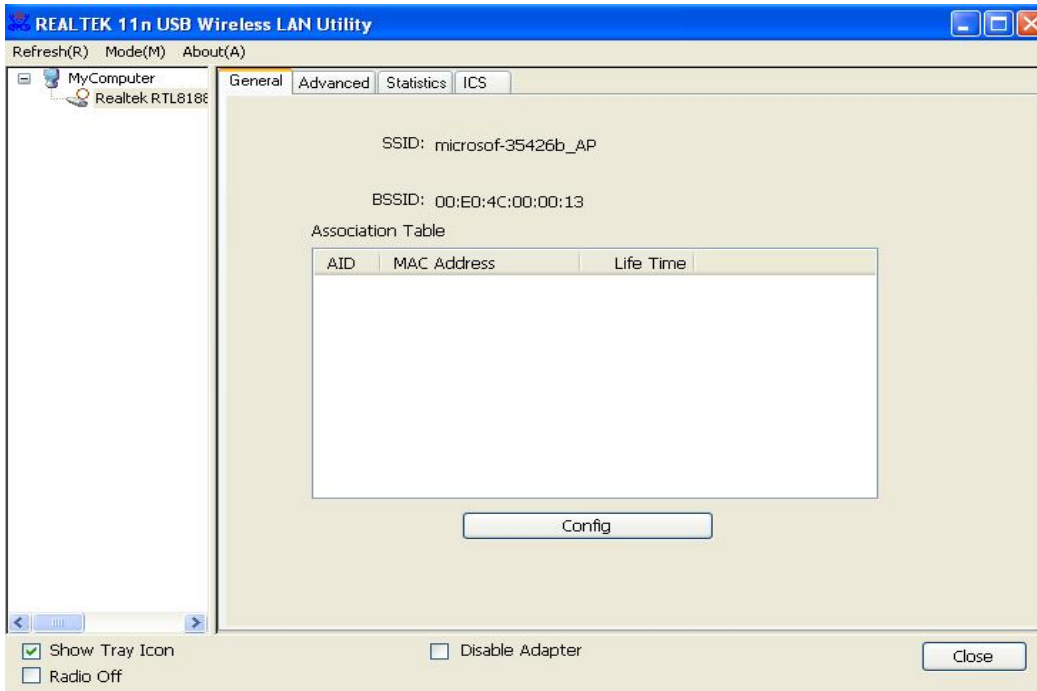 REALTEK 11n USB Wireless LAN Utility
Refresh(R) Mode(M) About(A)
MyComputer
Realtek RTL8188
General Advanced Statistics ICS
SSID: microsof-35426b_AP
BSSID: 00:E0:4C:00:00:13
Association Table
AID MAC Address Life Time
Config
Show Tray Icon
Disable Adapter
Radio Off
Close